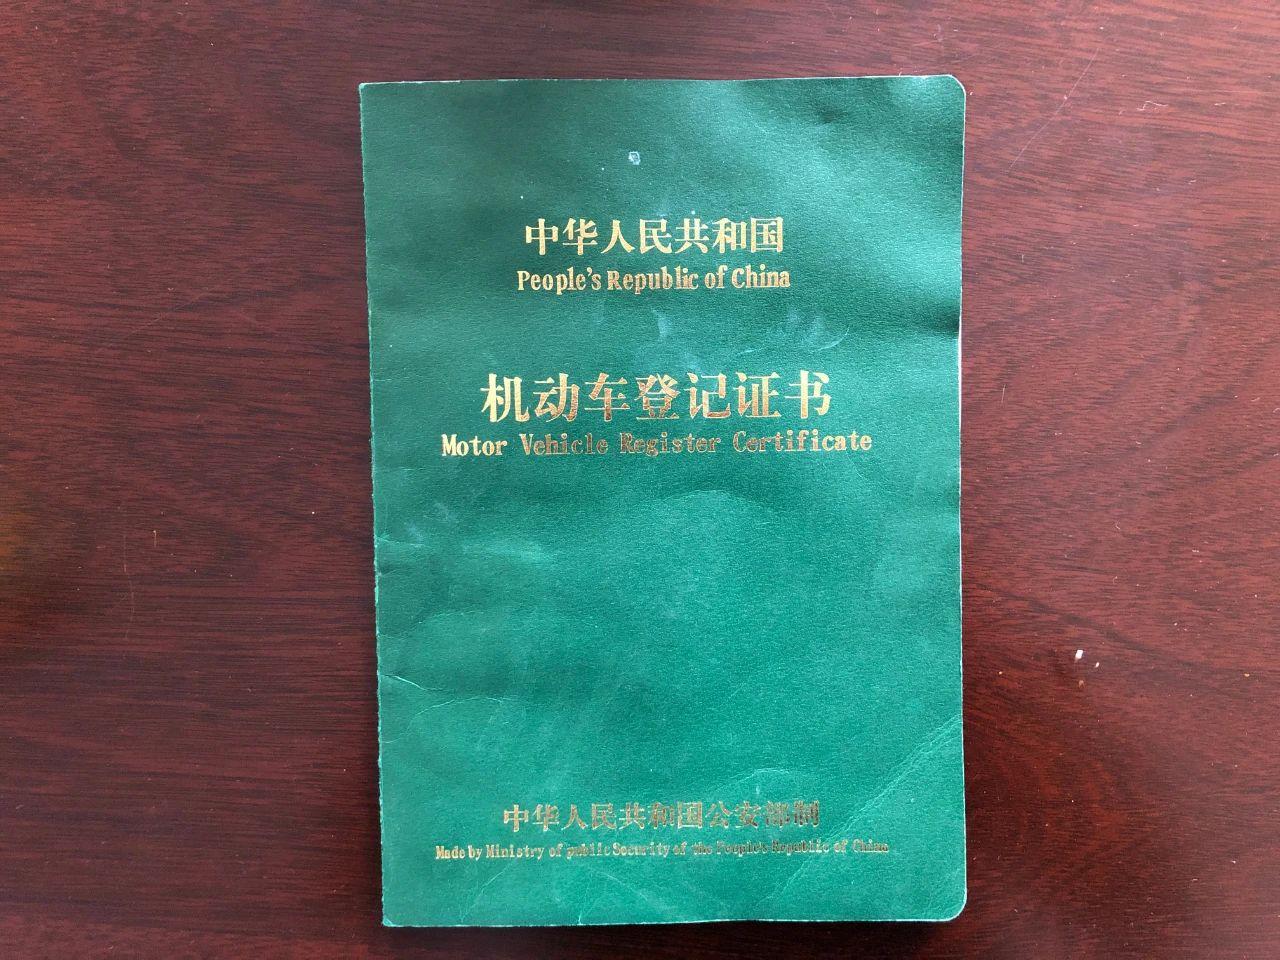 中华人民共和国
People's Republic of China
机动车登记证书
Motor Vehicle Register Certificate
中华人民共和国公安部制
Made by Ministry of public Security of the People's Republic of China